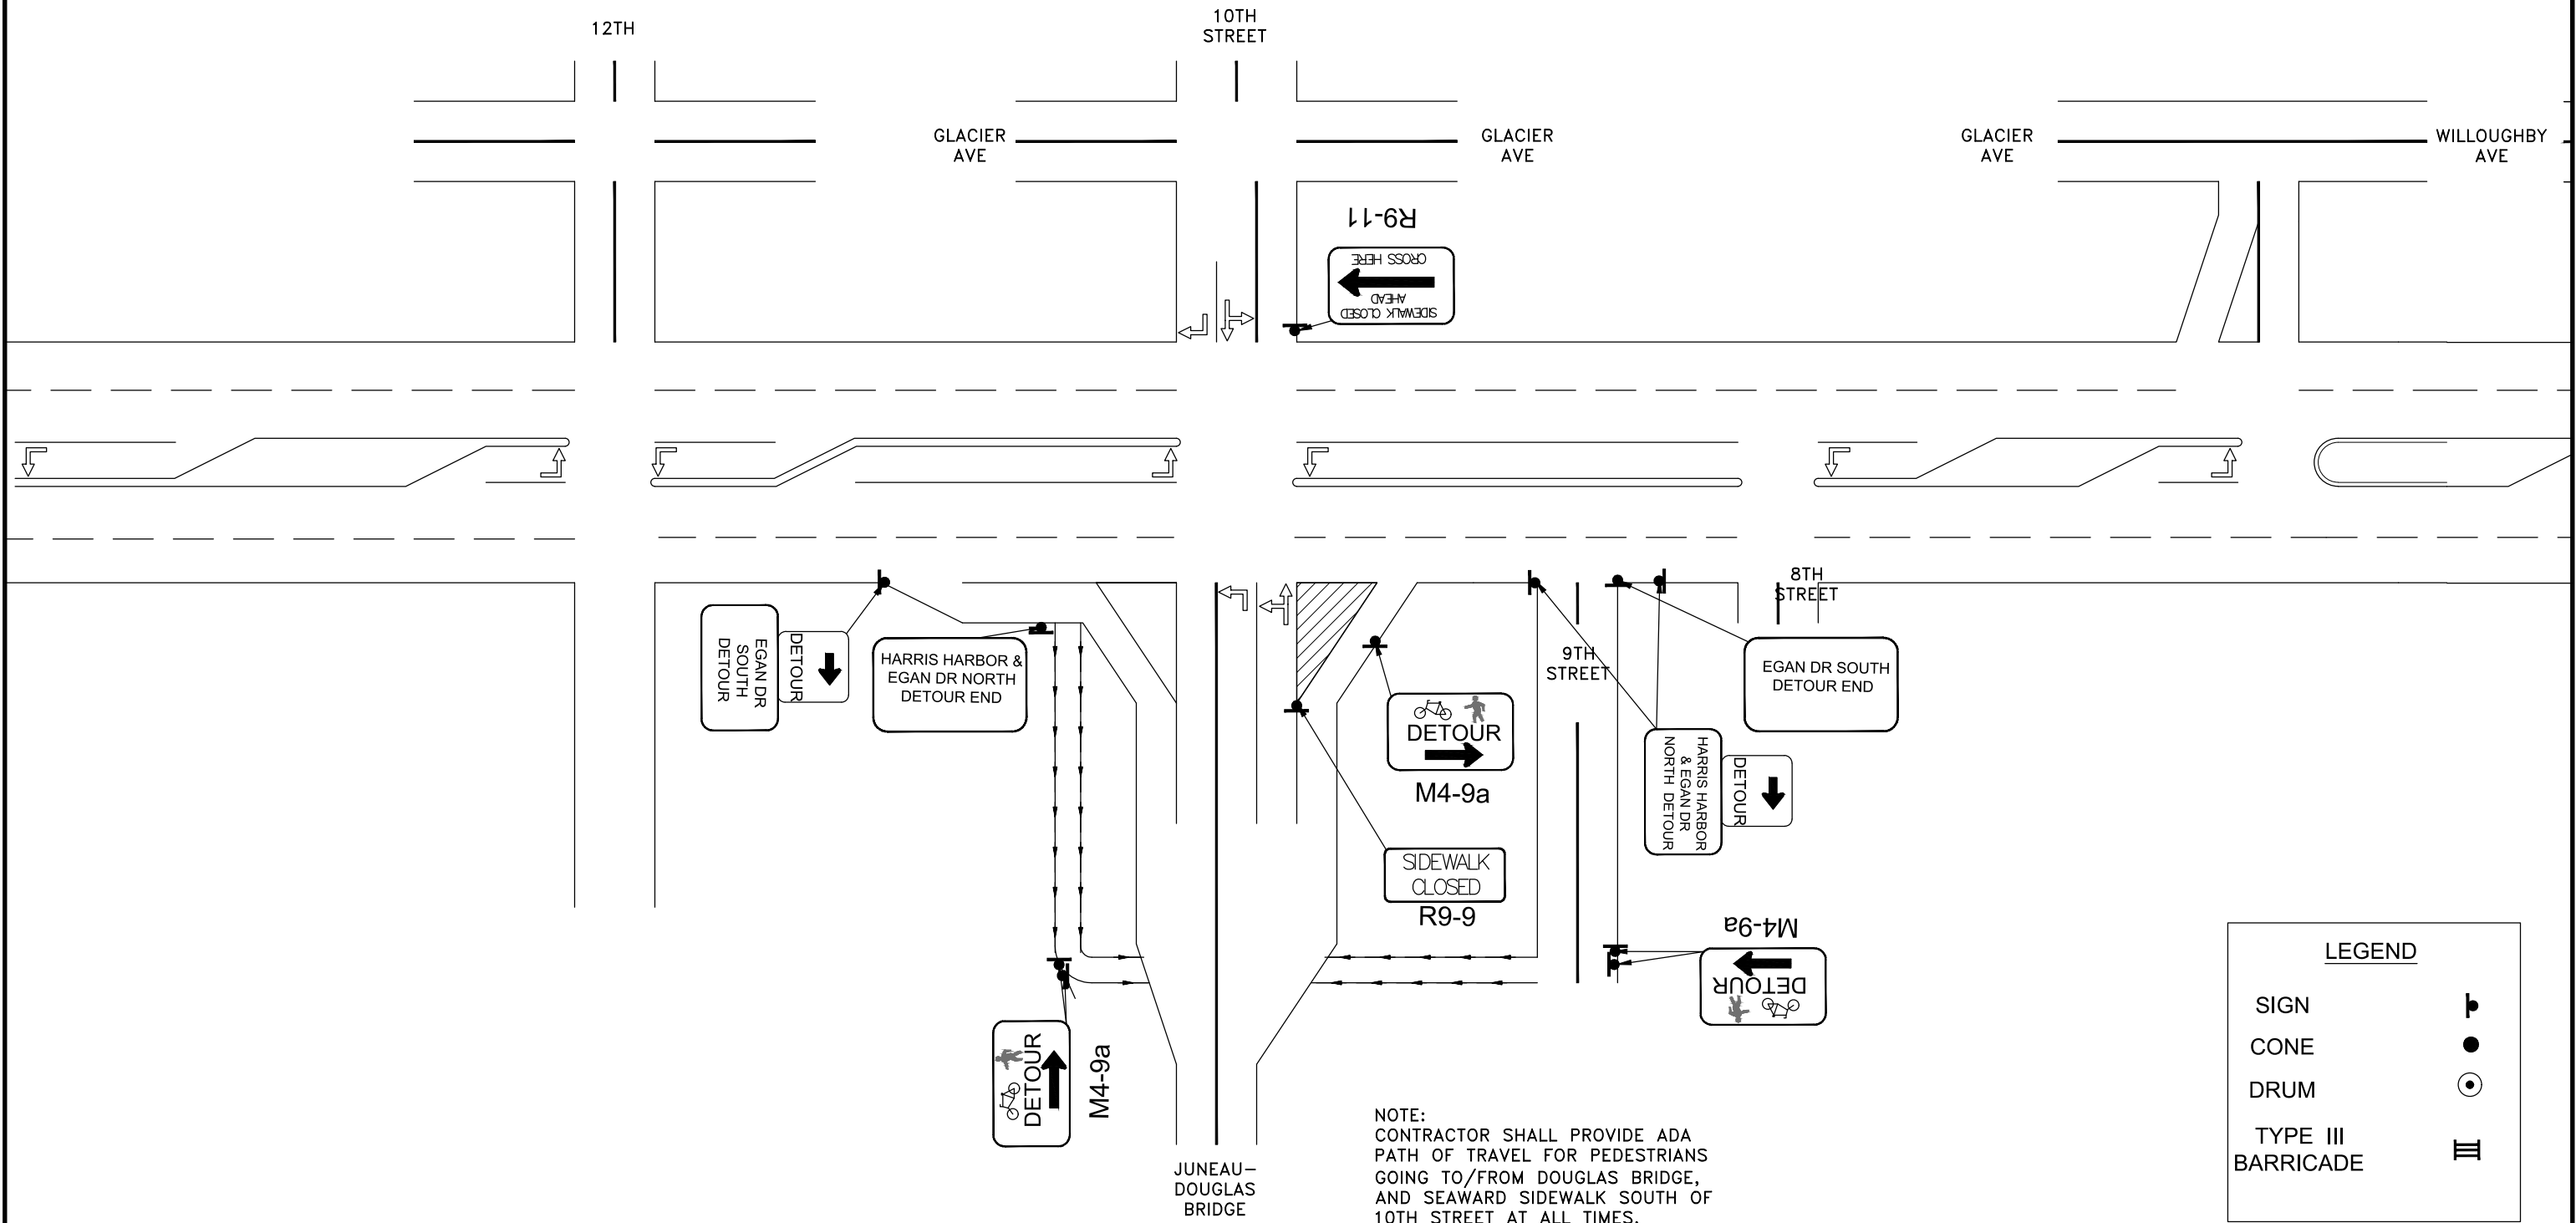 12TH
10TH
STREET
GLACIER
AVE
GLACIER
AVE
GLACIER
AVE
WILLOUGHBY
AVE
R9-11
SIDEWALK CLOSED
AHEAD
CROSS HERE
8TH
STREET
EGAN DR
SOUTH
DETOUR
DETOUR
HARRIS HARBOR &
EGAN DR NORTH
DETOUR END
9TH
STREET
EGAN DR SOUTH
DETOUR END
DETOUR
M4-9a
HARRIS HARBOR
& EGAN DR
NORTH DETOUR
DETOUR
SIDEWALK
CLOSED
R9-9
M4-9a
DETOUR
DETOUR
M4-9a
NOTE:
CONTRACTOR SHALL PROVIDE ADA
PATH OF TRAVEL FOR PEDESTRIANS
GOING TO/FROM DOUGLAS BRIDGE,
AND SEAWARD SIDEWALK SOUTH OF
10TH STREET AT ALL TIMES.
JUNEAU-
DOUGLAS
BRIDGE
LEGEND
SIGN
CONE
DRUM
TYPE III
BARRICADE